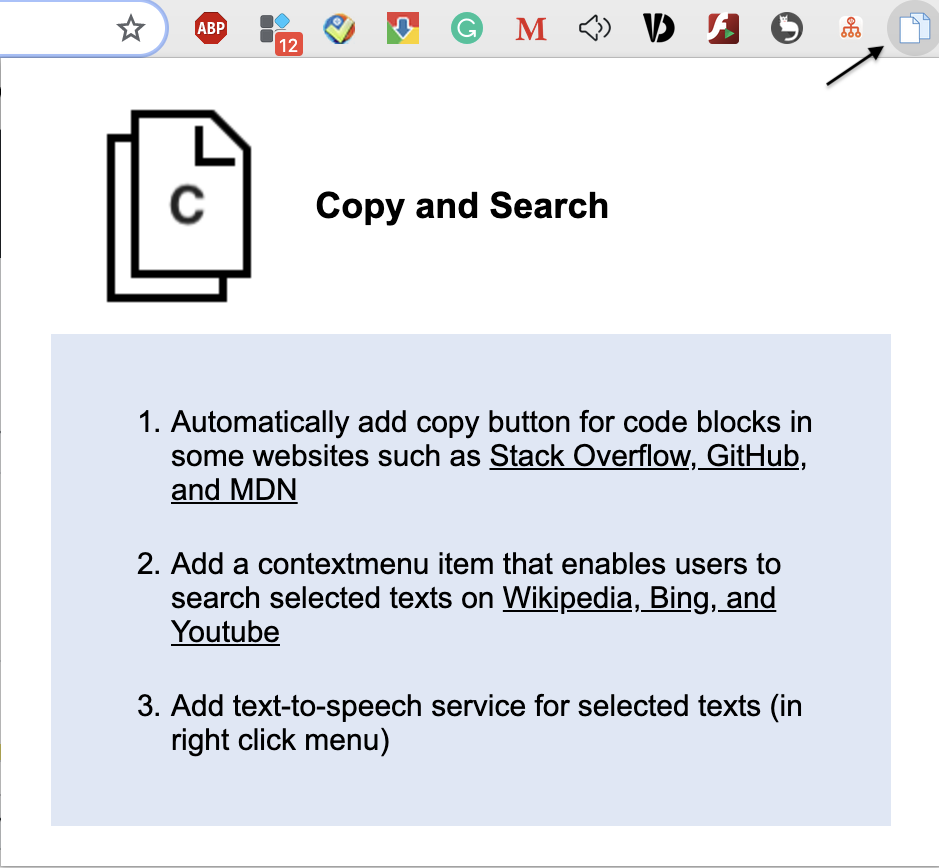 ABP
12
G
M
C
Copy and Search
1. Automatically add copy button for code blocks in
some websites such as Stack Overflow, GitHub,
and MDN
2. Add a contextmenu item that enables users to
search selected texts on Wikipedia, Bing, and
Youtube
3. Add text-to-speech service for selected texts (in
right click menu)